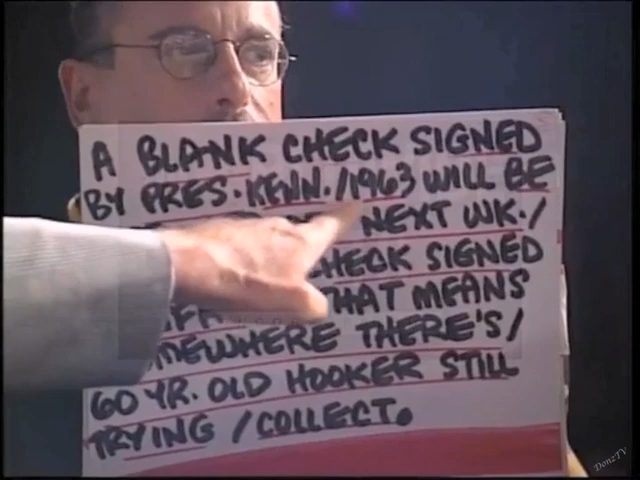 A BLANK CHECK SIGNED
BY PRES. KENN./1963 WILL BE
NEXT WK./
CHECK SIGNED
THAT MEANS
THERE'S/
60 YR. OLD HOOKER STILL
TRYING /COLLECT.
DonzTV